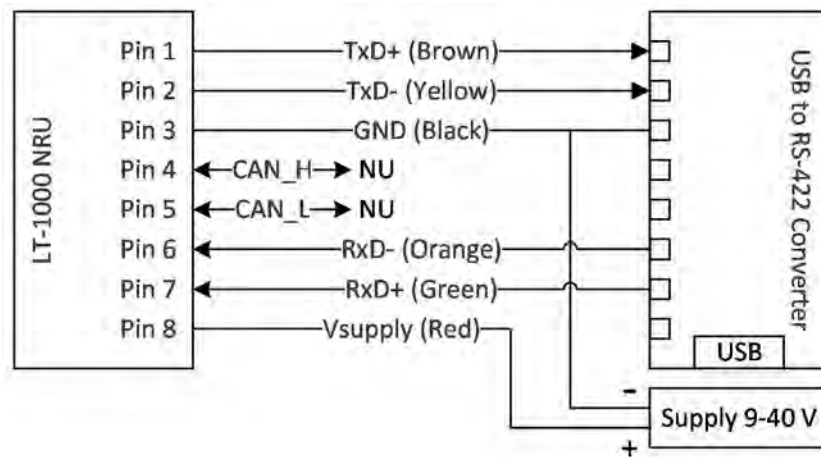 LT-1000 NRU
Pin 1 TxD+ (Brown)
Pin 2 TxD- (Yellow)
Pin 3 GND (Black)
Pin 4 CAN_H NU
Pin 5 CAN_L NU
Pin 6 RxD- (Orange)
Pin 7 RxD+ (Green)
Pin 8 Vsupply (Red)
USB to RS-422 Converter
USB
-
Supply 9-40 V
+